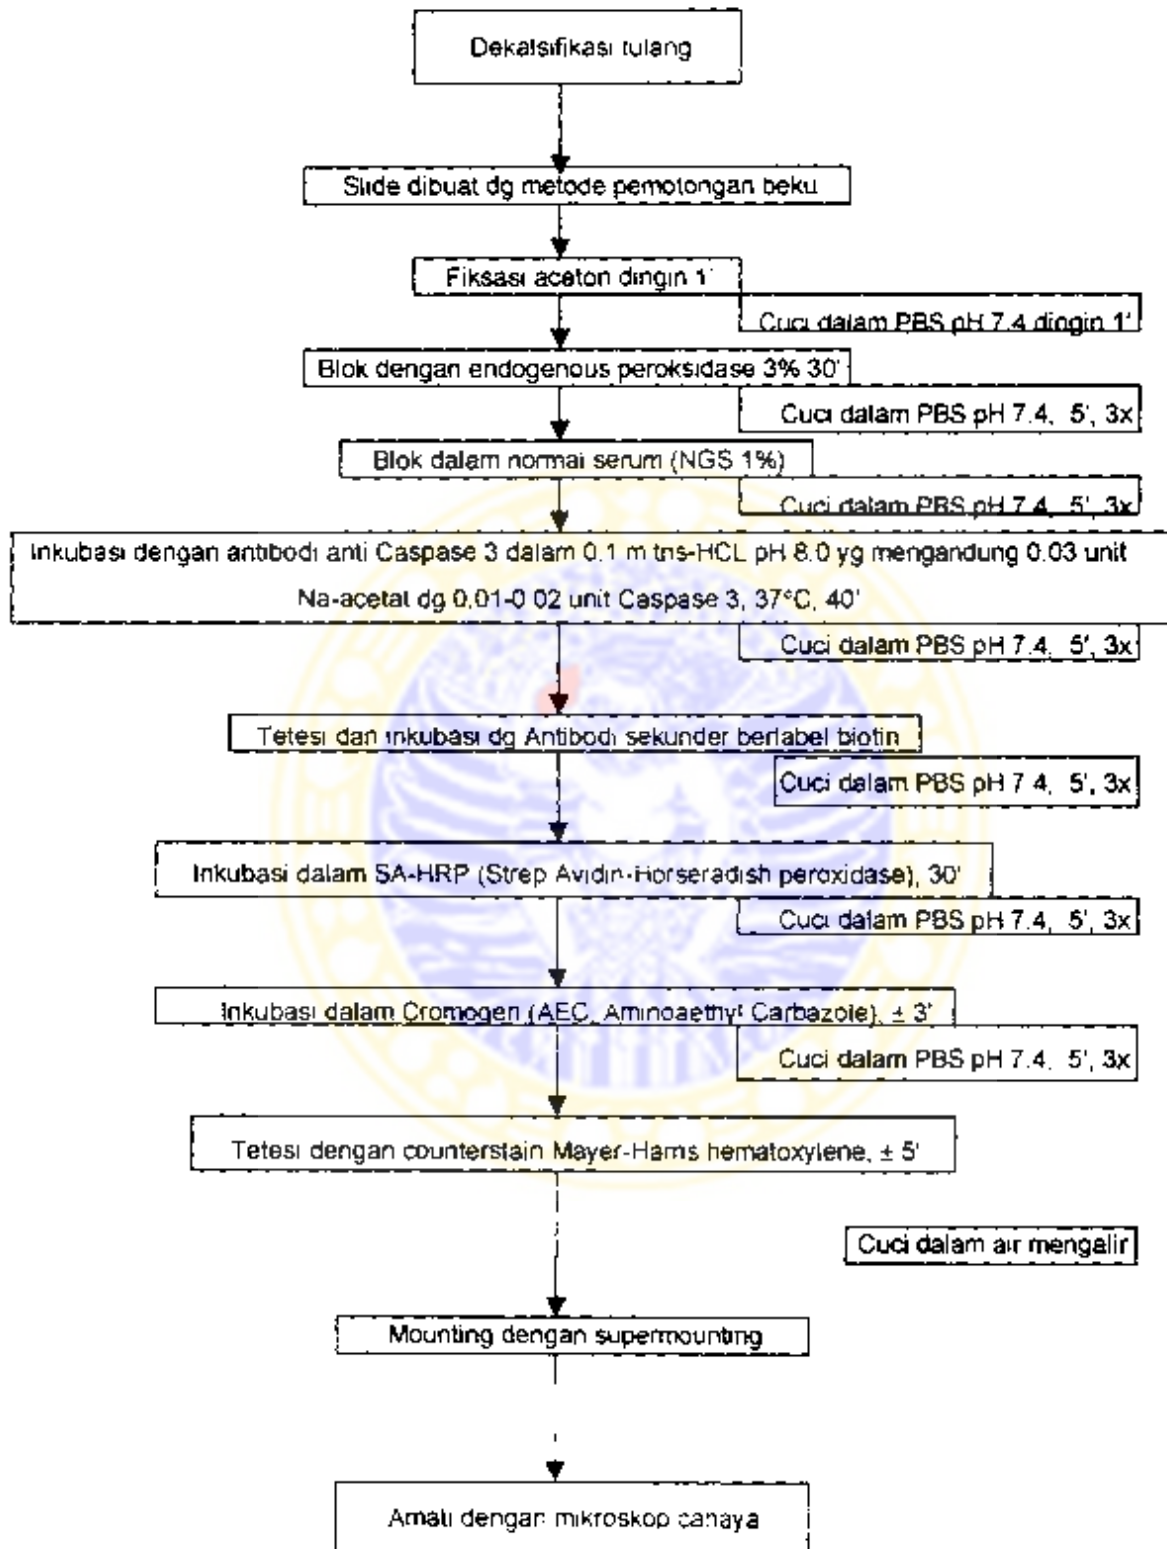 Dekalsifikasi tulang
Slide dibuat dg metode pemotongan beku
Fiksasi aceton dingin 1'
Cuci dalam PBS pH 7.4 dingin 1'
Blok dengan endogenous peroksidase 3% 30'
Cuci dalam PBS pH 7.4, 5', 3x
Blok dalam normal serum (NGS 1%)
Cuci dalam PBS pH 7.4, 5', 3x
Inkubasi dengan antibodi anti Caspase 3 dalam 0.1 m tris-HCL pH 8.0 yg mengandung 0.03 unit
Na-acetat dg 0,01-0 02 unit Caspase 3, 37°C, 40'
Cuci dalam PBS pH 7.4, 5', 3x
Tetesi dan inkubasi dg Antibodi sekunder berlabel biotin
Cuci dalam PBS pH 7 4, 5', 3x
Inkubasi dalam SA-HRP (Strep Avidin-Horseradish peroxidase), 30'
Cuci dalam PBS pH 7.4, 5', 3x
Inkubasi dalam Cromogen (AEC, Aminoaethyl Carbazole), ± 3'
Cuci dalam PBS pH 7.4, 5', 3x
Tetesi dengan counterstain Mayer-Harris hematoxylene, ± 5'
Cuci dalam air mengalir
Mounting dengan supermounting
Amati dengan mikroskop cahaya